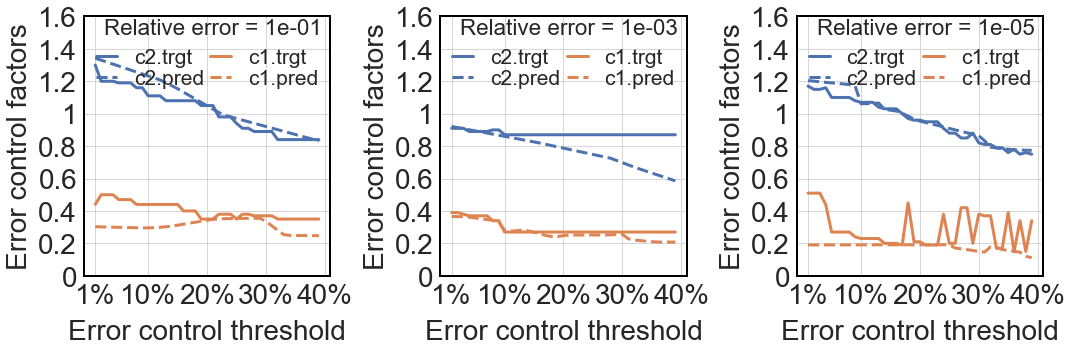 Error control factors
1.6
1.4
1.2
1
0.8
0.6
0.4
0.2
0
Relative error = 1e-01
c2.trgt c1.trgt
c2.pred c1.pred
1% 10% 20% 30% 40%
Error control threshold
Error control factors
1.6
1.4
1.2
1
0.8
0.6
0.4
0.2
0
Relative error = 1e-03
c2.trgt c1.trgt
c2.pred c1.pred
1% 10% 20% 30% 40%
Error control threshold
Error control factors
1.6
1.4
1.2
1
0.8
0.6
0.4
0.2
0
Relative error = 1e-05
c2.trgt c1.trgt
c2.pred c1.pred
1% 10% 20% 30% 40%
Error control threshold